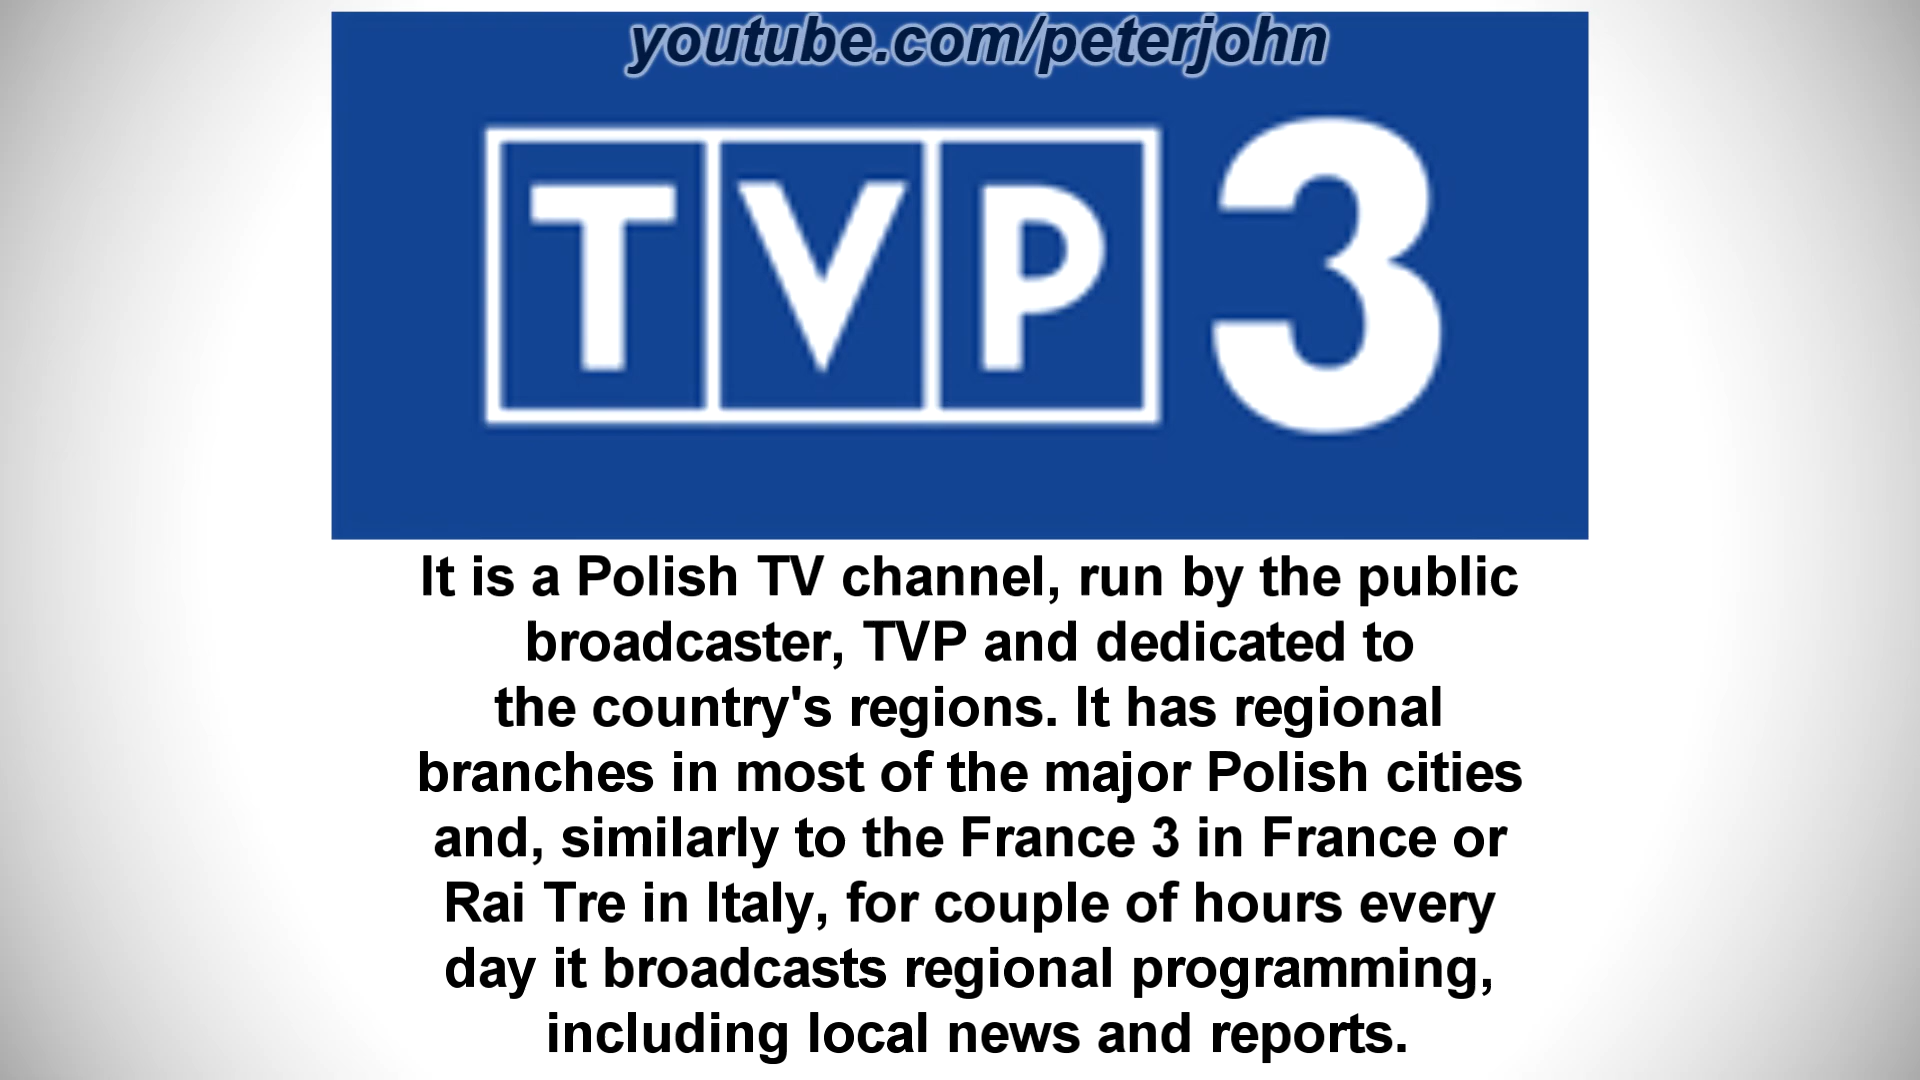 youtube.com/peterjohn
TVP 3
It is a Polish TV channel, run by the public
broadcaster, TVP and dedicated to
the country's regions. It has regional
branches in most of the major Polish cities
and, similarly to the France 3 in France or
Rai Tre in Italy, for couple of hours every
day it broadcasts regional programming,
including local news and reports.